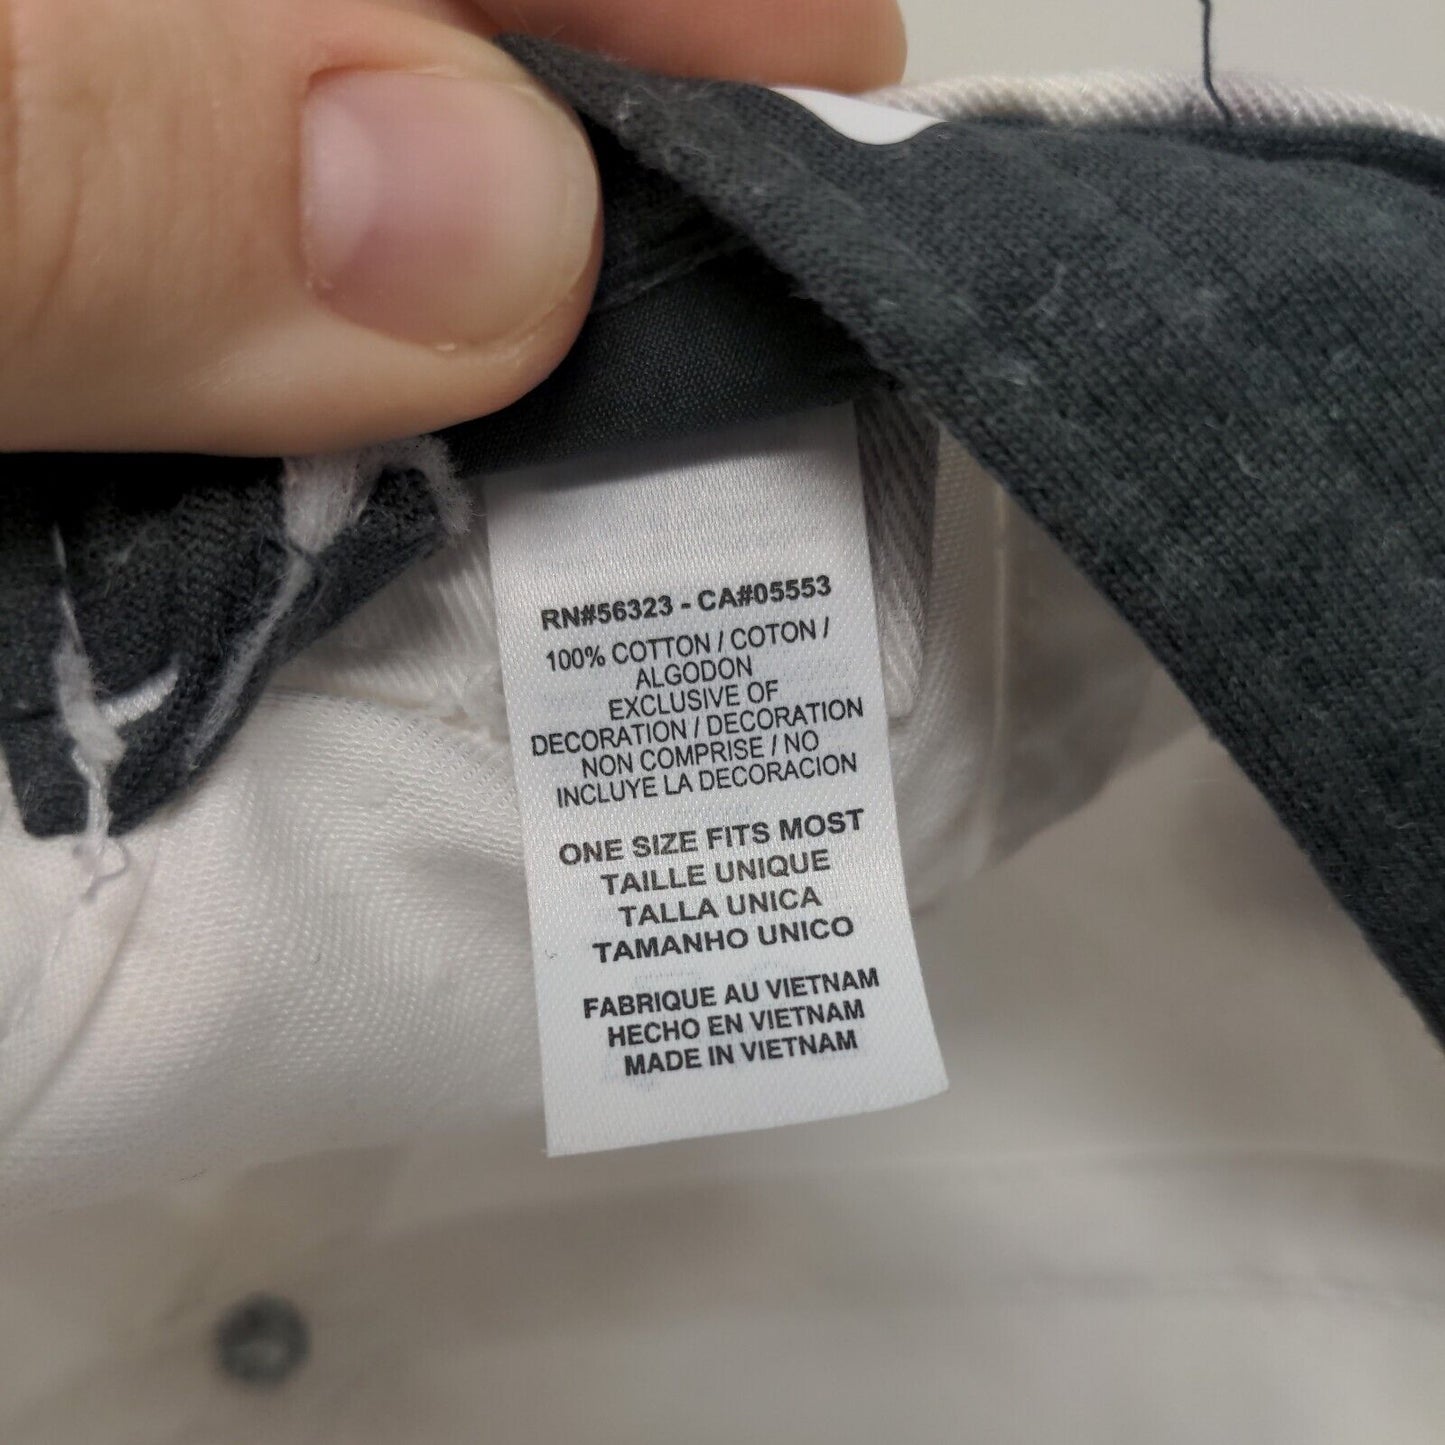 RN#56323 - CA#05553
100% COTTON / COTON /
ALGODON
EXCLUSIVE OF
DECORATION / DECORATION
NON COMPRISE / NO
INCLUYE LA DECORACION
ONE SIZE FITS MOST
TAILLE UNIQUE
TALLA UNICA
TAMANHO UNICO
FABRIQUE AU VIETNAM
HECHO EN VIETNAM
MADE IN VIETNAM